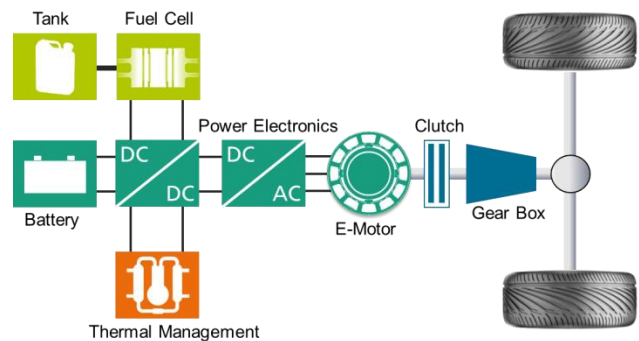 Tank
Fuel Cell
Power Electronics
Clutch
DC
DC
DC
AC
Battery
E-Motor
Gear Box
Thermal Management